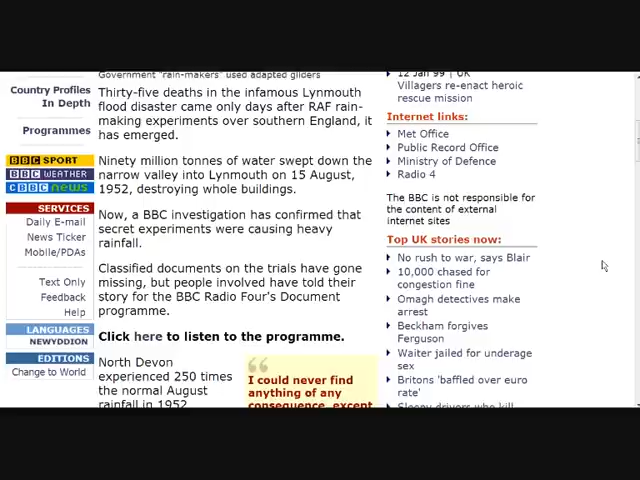 Government "rain-makers" used adapted gliders
Thirty-five deaths in the infamous Lynmouth
flood disaster came only days after RAF rain-
making experiments over southern England, it
has emerged.
Ninety million tonnes of water swept down the
narrow valley into Lynmouth on 15 August,
1952, destroying whole buildings.
Now, a BBC investigation has confirmed that
secret experiments were causing heavy
rainfall.
Classified documents on the trials have gone
missing, but people involved have told their
story for the BBC Radio Four's Document
programme.
Click here to listen to the programme.
North Devon
experienced 250 times
the normal August
rainfall in 1952
I could never find
anything of any
consequence, except
Country Profiles
In Depth
Programmes
BBC SPORT
BBC WEATHER
CBBC news
SERVICES
Daily E-mail
News Ticker
Mobile/PDAs
Text Only
Feedback
Help
LANGUAGES
NEWYDDION
EDITIONS
Change to World
12 Jan 99 | UK
Villagers re-enact heroic
rescue mission
Internet links:
Met Office
Public Record Office
Ministry of Defence
Radio 4
The BBC is not responsible for
the content of external
internet sites
Top UK stories now:
No rush to war, says Blair
10,000 chased for
congestion fine
Omagh detectives make
arrest
Beckham forgives
Ferguson
Waiter jailed for underage
sex
Britons 'baffled over euro
rate'
Sleepy drivers who kill